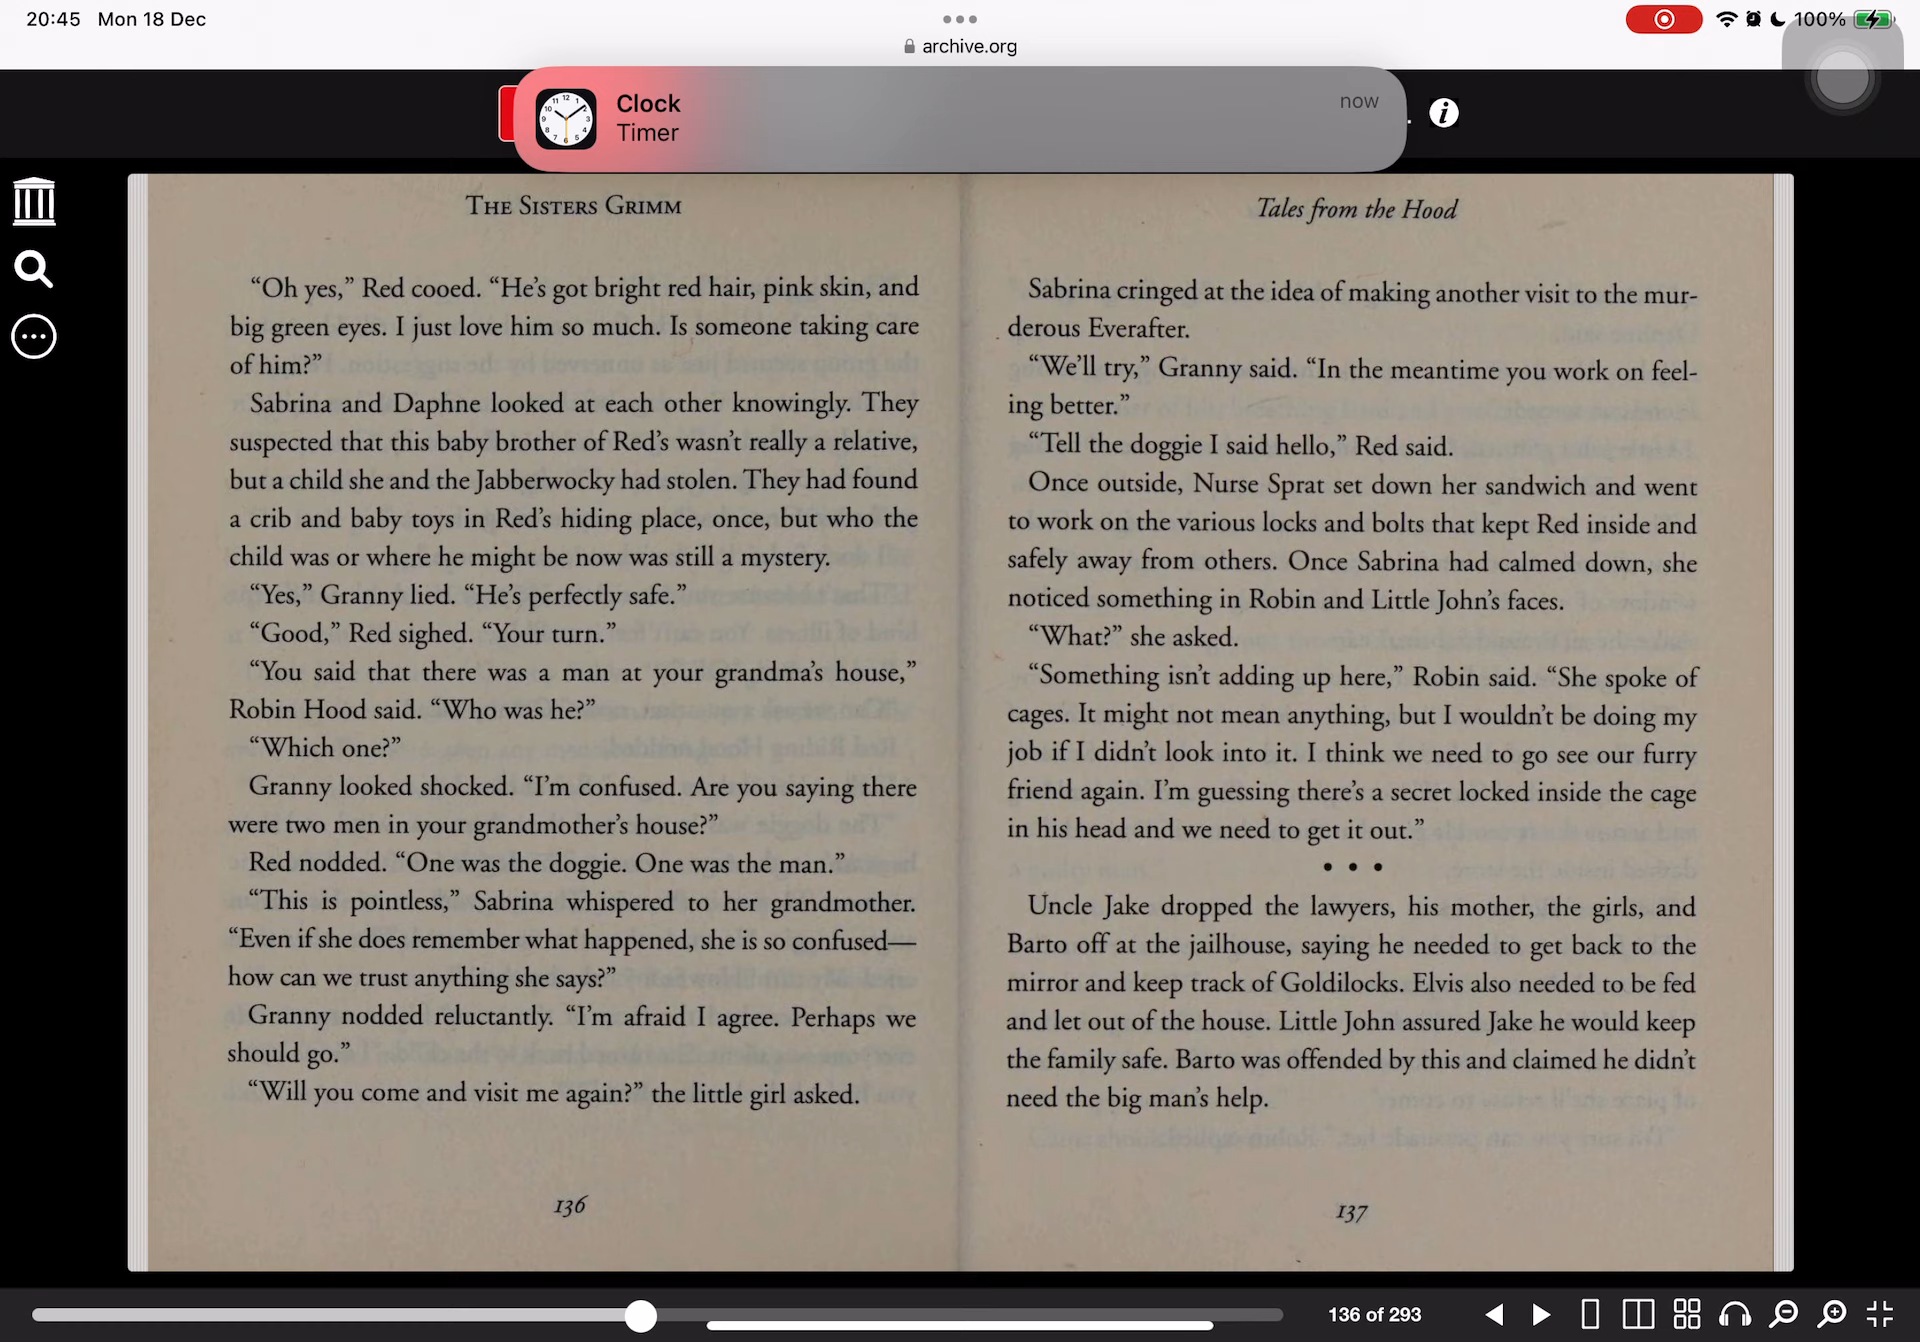 20:45 Mon 18 Dec
100%
archive.org
Clock
now
Timer
THE SISTERS GRIMM
“Oh yes,” Red cooed. “He’s got bright red hair, pink skin, and
big green eyes. I just love him so much. Is someone taking care
of him?”
Sabrina and Daphne looked at each other knowingly. They
suspected that this baby brother of Red’s wasn’t really a relative,
but a child she and the Jabberwocky had stolen. They had found
a crib and baby toys in Red’s hiding place, once, but who the
child was or where he might be now was still a mystery.
“Yes,” Granny lied. “He’s perfectly safe.”
“Good,” Red sighed. “Your turn.”
“You said that there was a man at your grandma’s house,”
Robin Hood said. “Who was he?”
“Which one?”
Granny looked shocked. “I’m confused. Are you saying there
were two men in your grandmother’s house?”
Red nodded. “One was the doggie. One was the man.”
“This is pointless,” Sabrina whispered to her grandmother.
“Even if she does remember what happened, she is so confused—
how can we trust anything she says?”
Granny nodded reluctantly. “I’m afraid I agree. Perhaps we
should go.”
“Will you come and visit me again?” the little girl asked.
136
Tales from the Hood
Sabrina cringed at the idea of making another visit to the mur-
derous Everafter.
“We’ll try,” Granny said. “In the meantime you work on feel-
ing better.”
“Tell the doggie I said hello,” Red said.
Once outside, Nurse Sprat set down her sandwich and went
to work on the various locks and bolts that kept Red inside and
safely away from others. Once Sabrina had calmed down, she
noticed something in Robin and Little John’s faces.
“What?” she asked.
“Something isn’t adding up here,” Robin said. “She spoke of
cages. It might not mean anything, but I wouldn’t be doing my
job if I didn’t look into it. I think we need to go see our furry
friend again. I’m guessing there’s a secret locked inside the cage
in his head and we need to get it out.”
• • •
Uncle Jake dropped the lawyers, his mother, the girls, and
Barto off at the jailhouse, saying he needed to get back to the
mirror and keep track of Goldilocks. Elvis also needed to be fed
and let out of the house. Little John assured Jake he would keep
the family safe. Barto was offended by this and claimed he didn’t
need the big man’s help.
137
136 of 293